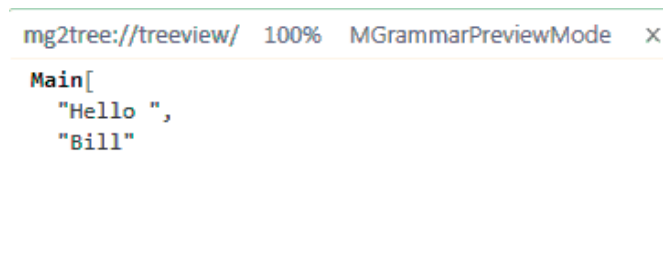 mg2tree://treeview/ 100% MGrammarPreviewMode ×
Main[
"Hello ",
"Bill"